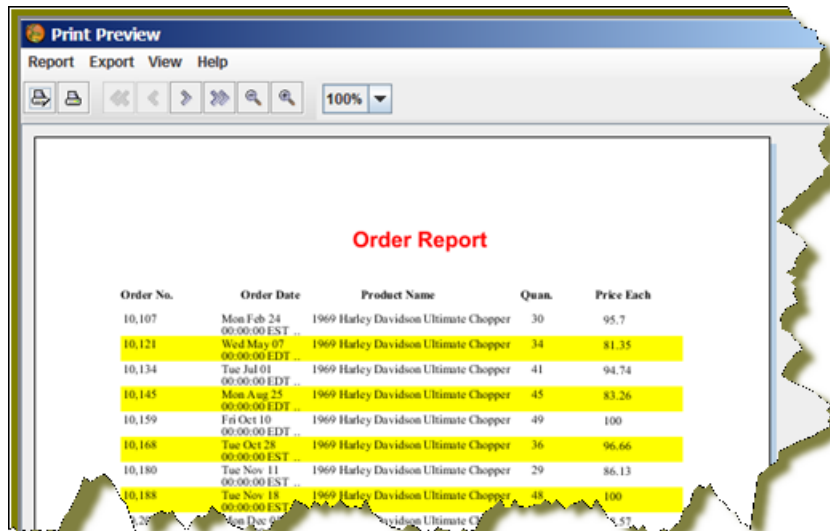 Print Preview
Report Export View Help
100%
Order Report
Order No. Order Date Product Name Quan. Price Each
10,107 Mon Feb 24 1969 Harley Davidson Ultimate Chopper 30 95.7
00:00:00 EST ..
10,121 Wed May 07 1969 Harley Davidson Ultimate Chopper 34 81.35
00:00:00 EDT ..
10,134 Tue Jul 01 1969 Harley Davidson Ultimate Chopper 41 94.74
00:00:00 EST ..
10,145 Mon Aug 25 1969 Harley Davidson Ultimate Chopper 45 83.26
00:00:00 EDT ..
10,159 Fri Oct 10 1969 Harley Davidson Ultimate Chopper 49 100
00:00:00 EDT ..
10,168 Tue Oct 28 1969 Harley Davidson Ultimate Chopper 36 96.66
00:00:00 EST ..
10,180 Tue Nov 11 1969 Harley Davidson Ultimate Chopper 29 86.13
00:00:00 EST ..
10,188 Tue Nov 18 1969 Harley Davidson Ultimate Chopper 48 100
00:00:00 EST
Dec Ultimate